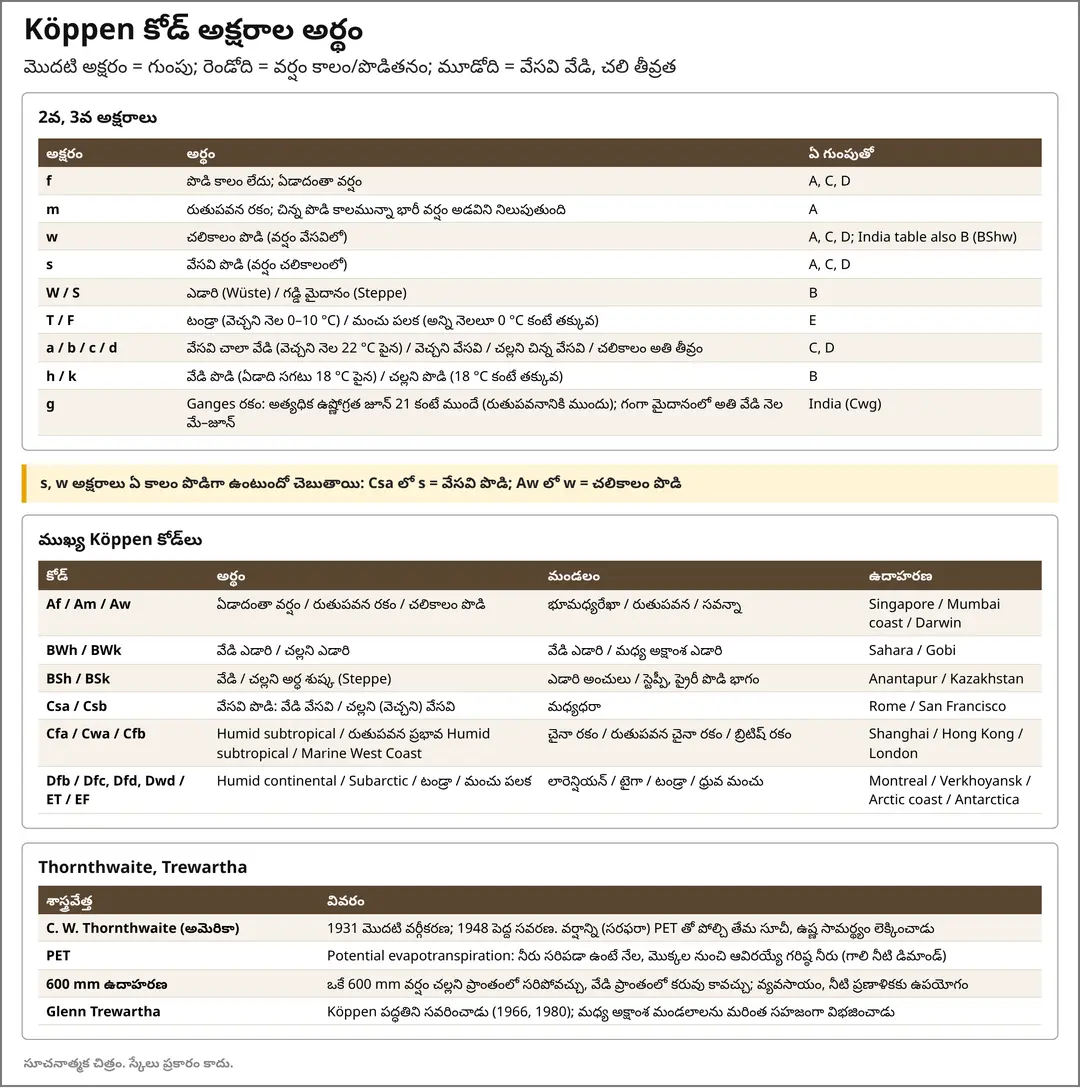 Köppen కోడ్ అక్షరాల అర్థం
మొదటి అక్షరం = గుంపు; రెండోది = వర్షం కాలం/పొడితనం; మూడోది = వేసవి వేడి, చలి తీవ్రత
2వ, 3వ అక్షరాలు
అక్షరం అర్థం ఏ గుంపుతో
f పొడి కాలం లేదు; ఏడాదంతా వర్షం A, C, D
m రుతుపవన రకం; చిన్న పొడి కాలమున్నా భారీ వర్షం అడవిని నిలుపుతుంది A
w చలికాలం పొడి (వర్షం వేసవిలో) A, C, D; India table also B (BShw)
s వేసవి పొడి (వర్షం చలికాలంలో) A, C, D
W / S ఎడారి (Wüste) / గడ్డి మైదానం (Steppe) B
T / F టండ్రా (వెచ్చని నెల 0–10 °C) / మంచు పలక (అన్ని నెలలూ 0 °C కంటే తక్కువ) E
a / b / c / d వేసవి చాలా వేడి (వెచ్చని నెల 22 °C పైన) / వెచ్చని వేసవి / చల్లని చిన్న వేసవి / చలికాలం అతి తీవ్రం C, D
h / k వేడి పొడి (ఏడాది సగటు 18 °C పైన) / చల్లని పొడి (18 °C కంటే తక్కువ) B
g Ganges రకం: అత్యధిక ఉష్ణోగ్రత జూన్ 21 కంటే ముందే (రుతుపవనానికి ముందు); గంగా మైదానంలో అతి వేడి నెల India (Cwg)
మే–జూన్
s, w అక్షరాలు ఏ కాలం పొడిగా ఉంటుందో చెబుతాయి: Csa లో s = వేసవి పొడి; Aw లో w = చలికాలం పొడి
ముఖ్య Köppen కోడ్‌లు
కోడ్ అర్థం మండలం ఉదాహరణ
Af / Am / Aw ఏడాదంతా వర్షం / రుతుపవన రకం / చలికాలం పొడి భూమధ్యరేఖా / రుతుపవన / సవన్నా Singapore / Mumbai
coast / Darwin
BWh / BWk వేడి ఎడారి / చల్లని ఎడారి వేడి ఎడారి / మధ్య అక్షాంశ ఎడారి Sahara / Gobi
BSh / BSk వేడి / చల్లని అర్ధ శుష్క (Steppe) ఎడారి అంచులు / స్టెప్పీ, ప్రైరీ పొడి భాగం Anantapur / Kazakhstan
Csa / Csb వేసవి పొడి: వేడి వేసవి / చల్లని (వెచ్చని) వేసవి మధ్యధరా Rome / San Francisco
Cfa / Cwa / Cfb Humid subtropical / రుతుపవన ప్రభావ Humid చైనా రకం / రుతుపవన చైనా రకం / బ్రిటిష్ రకం Shanghai / Hong Kong /
subtropical / Marine West Coast London
Dfb / Dfc, Dfd, Dwd / Humid continental / Subarctic / టండ్రా / మంచు పలక లారెన్షియన్ / టైగా / టండ్రా / ధ్రువ మంచు Montreal / Verkhoyansk /
ET / EF Arctic coast / Antarctica
Thornthwaite, Trewartha
శాస్త్రవేత్త వివరం
C. W. Thornthwaite (అమెరికా) 1931 మొదటి వర్గీకరణ; 1948 పెద్ద సవరణ. వర్షాన్ని (సరఫరా) PET తో పోల్చి తేమ సూచీ, ఉష్ణ సామర్థ్యం లెక్కించాడు
PET Potential evapotranspiration: నీరు సరిపడా ఉంటే నేల, మొక్కల నుంచి ఆవిరయ్యే గరిష్ఠ నీరు (గాలి నీటి డిమాండ్)
600 mm ఉదాహరణ ఒకే 600 mm వర్షం చల్లని ప్రాంతంలో సరిపోవచ్చు, వేడి ప్రాంతంలో కరువు కావచ్చు; వ్యవసాయం, నీటి ప్రణాళికకు ఉపయోగం
Glenn Trewartha Köppen పద్ధతిని సవరించాడు (1966, 1980); మధ్య అక్షాంశ మండలాలను మరింత సహజంగా విభజించాడు
సూచనాత్మక చిత్రం. స్కేలు ప్రకారం కాదు.